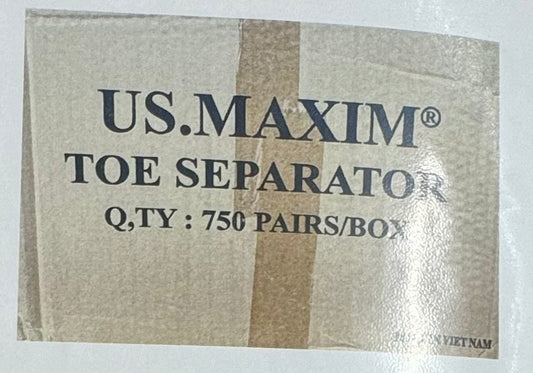 US.MAXIM®
TOE SEPARATOR
Q,TY : 750 PAIRS/BOX
VIET NAM